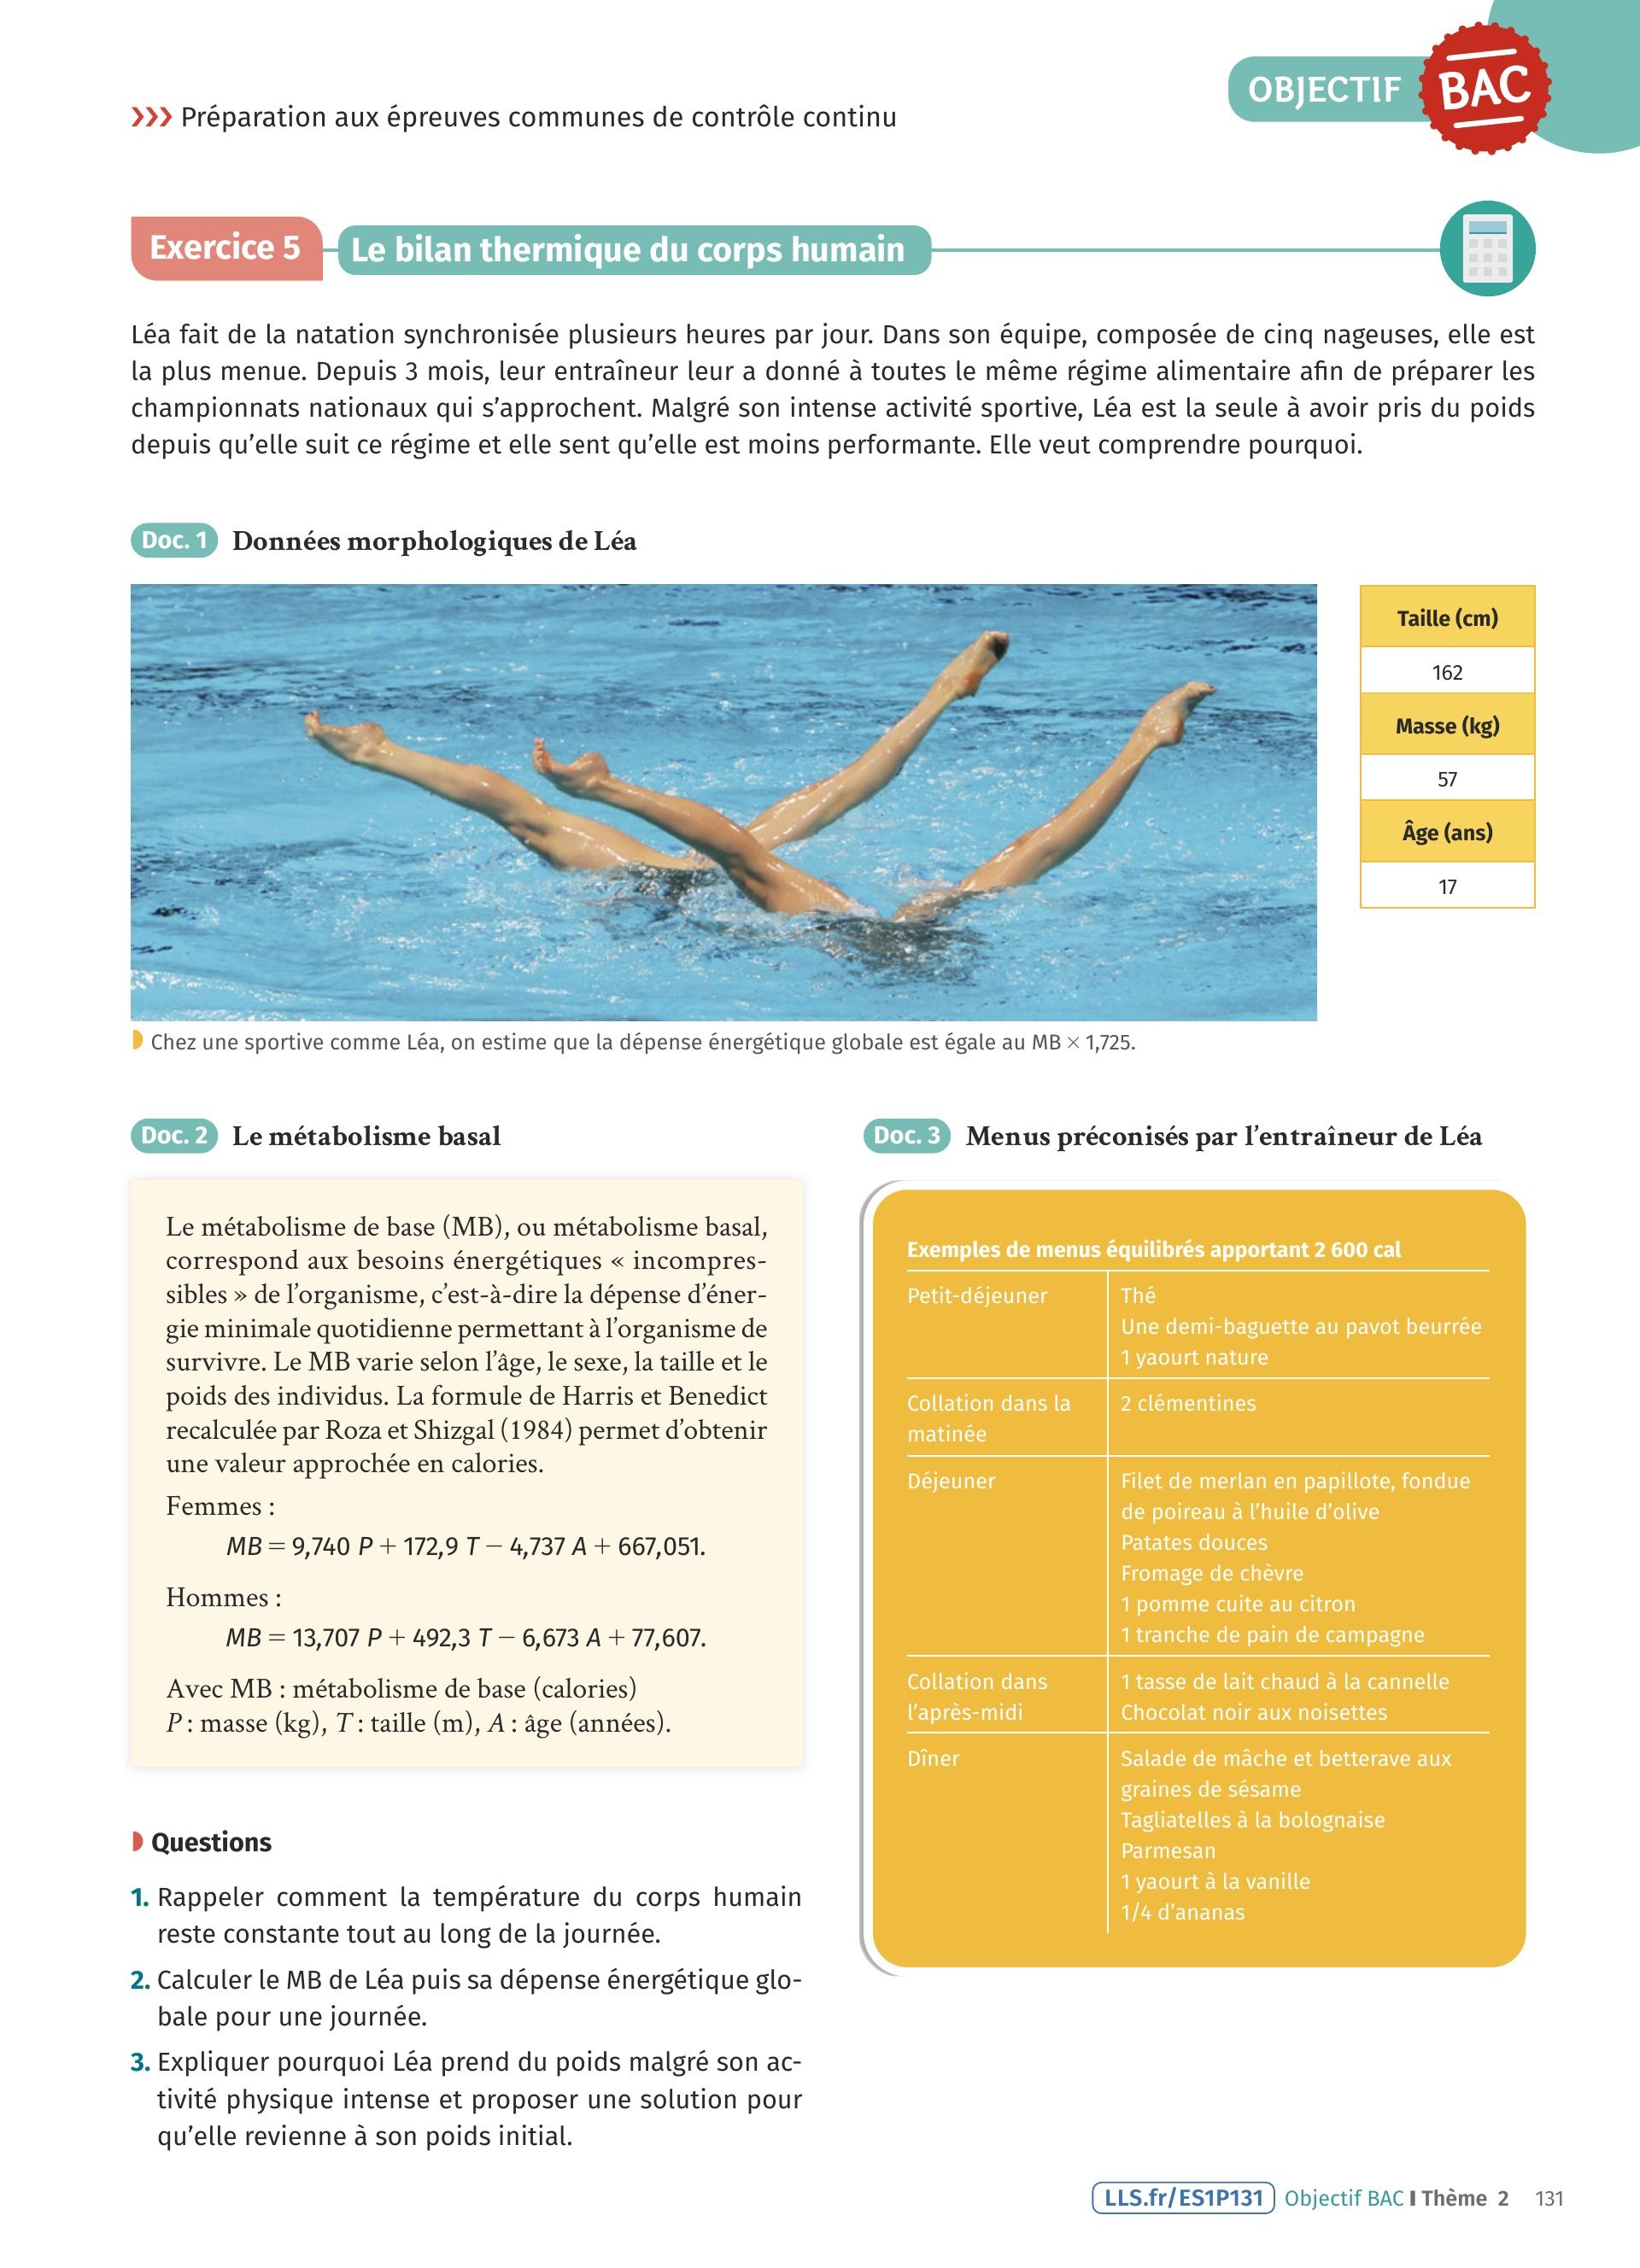 OBJECTIF BAC
>>> Préparation aux épreuves communes de contrôle continu
Exercice 5 Le bilan thermique du corps humain
Léa fait de la natation synchronisée plusieurs heures par jour. Dans son équipe, composée de cinq nageuses, elle est
la plus menue. Depuis 3 mois, leur entraîneur leur a donné à toutes le même régime alimentaire afin de préparer les
championnats nationaux qui s’approchent. Malgré son intense activité sportive, Léa est la seule à avoir pris du poids
depuis qu’elle suit ce régime et elle sent qu’elle est moins performante. Elle veut comprendre pourquoi.
Doc. 1 Données morphologiques de Léa
Taille (cm)
162
Masse (kg)
57
Âge (ans)
17
Chez une sportive comme Léa, on estime que la dépense énergétique globale est égale au MB × 1,725.
Doc. 2 Le métabolisme basal
Le métabolisme de base (MB), ou métabolisme basal,
correspond aux besoins énergétiques « incompres-
sibles » de l’organisme, c’est-à-dire la dépense d’éner-
gie minimale quotidienne permettant à l’organisme de
survivre. Le MB varie selon l’âge, le sexe, la taille et le
poids des individus. La formule de Harris et Benedict
recalculée par Roza et Shizgal (1984) permet d’obtenir
une valeur approchée en calories.
Femmes :
MB = 9,740 P + 172,9 T − 4,737 A + 667,051.
Hommes :
MB = 13,707 P + 492,3 T − 6,673 A + 77,607.
Avec MB : métabolisme de base (calories)
P : masse (kg), T : taille (m), A : âge (années).
Doc. 3 Menus préconisés par l’entraîneur de Léa
Exemples de menus équilibrés apportant 2 600 cal
Petit-déjeuner
Thé
Une demi-baguette au pavot beurrée
1 yaourt nature
Collation dans la
matinée
2 clémentines
Déjeuner
Filet de merlan en papillote, fondue
de poireau à l’huile d’olive
Patates douces
Fromage de chèvre
1 pomme cuite au citron
1 tranche de pain de campagne
Collation dans
l’après-midi
1 tasse de lait chaud à la cannelle
Chocolat noir aux noisettes
Dîner
Salade de mâche et betterave aux
graines de sésame
Tagliatelles à la bolognaise
Parmesan
1 yaourt à la vanille
1/4 d’ananas
Questions
1. Rappeler comment la température du corps humain
reste constante tout au long de la journée.
2. Calculer le MB de Léa puis sa dépense énergétique glo-
bale pour une journée.
3. Expliquer pourquoi Léa prend du poids malgré son ac-
tivité physique intense et proposer une solution pour
qu’elle revienne à son poids initial.
LLS.fr/ES1P131 Objectif BAC I Thème 2 131